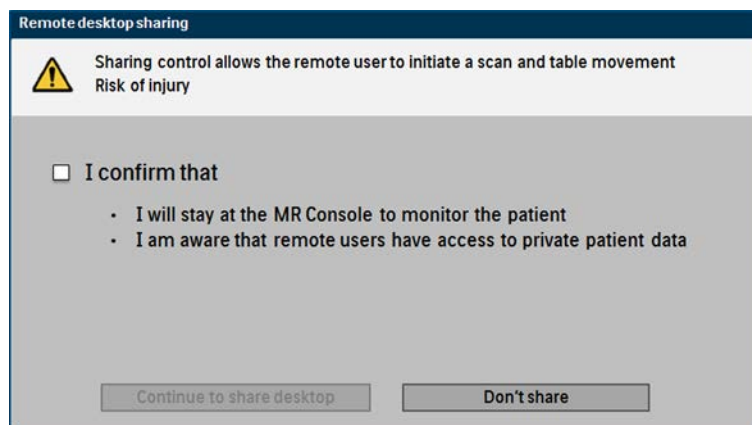 Remote desktop sharing
Sharing control allows the remote user to initiate a scan and table movement
Risk of injury
I confirm that
· I will stay at the MR Console to monitor the patient
· I am aware that remote users have access to private patient data
Continue to share desktop
Don't share